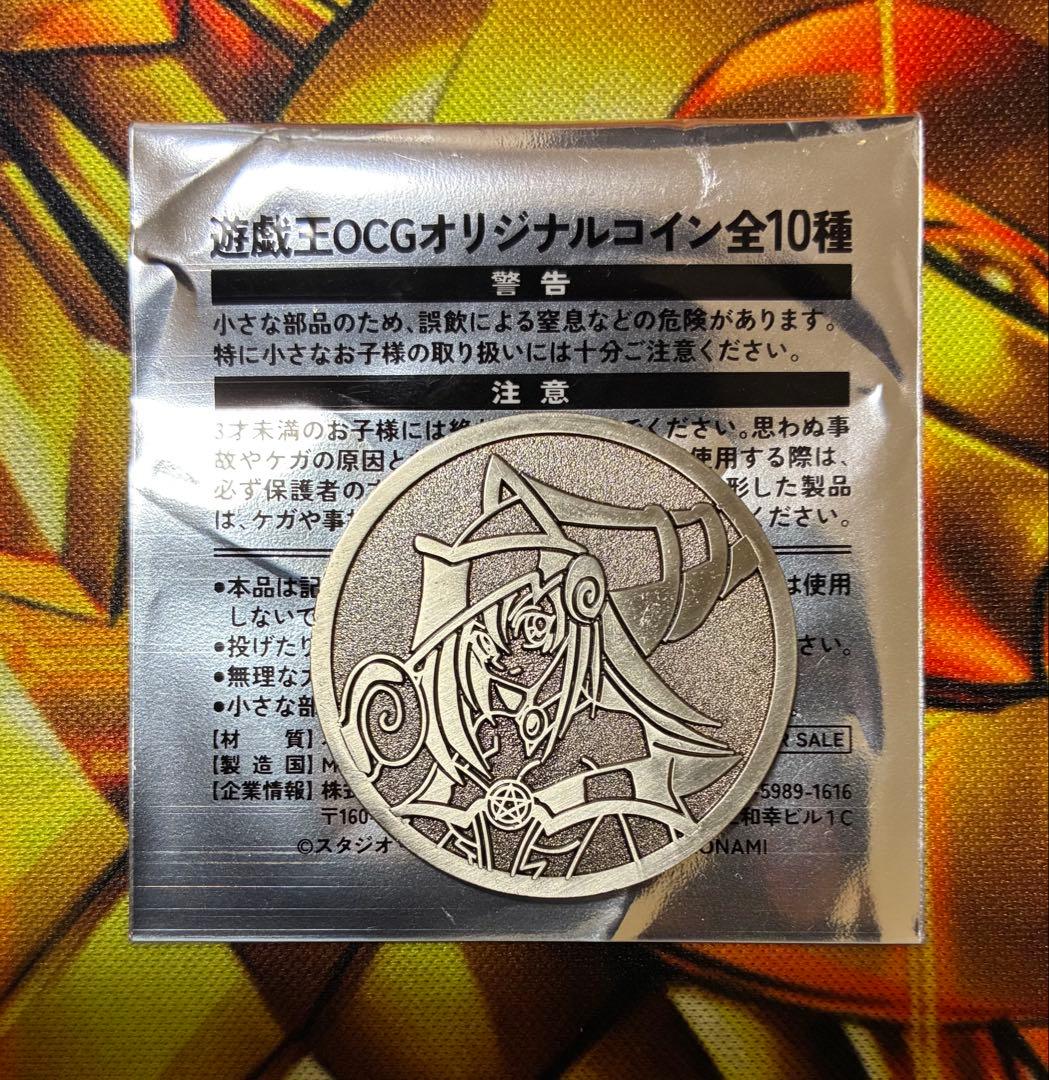 遊戯王OCGオリジナルコイン全10種
警告
小さな部品のため、誤飲による窒息などの危険があります。
特に小さなお子様の取り扱いには十分ご注意ください。
注意
3才未満のお子様には絶 てください。思わぬ事
故やケガの原因と 使用する際は、
必ず保護者の 形した製品
は、ケガや事 ください。
●本品は記 は使用
しないで
●投げたり さい。
●無理な力
●小さな部
【材 質】 SALE
【製造国】M
【企業情報】株式 -5989-1616
〒160- 和幸ビル1C
©スタジオ KONAMI